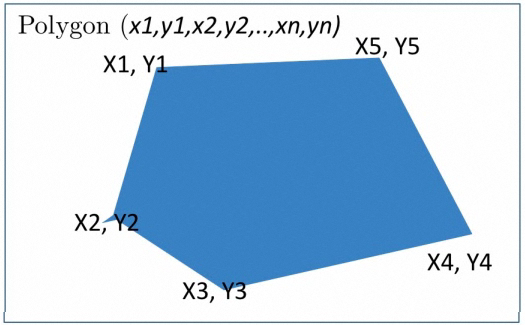 Polygon (x1,y1,x2,y2,..,xn,yn)
X5, Y5
X1, Y1
X2, Y2
X4, Y4
X3, Y3